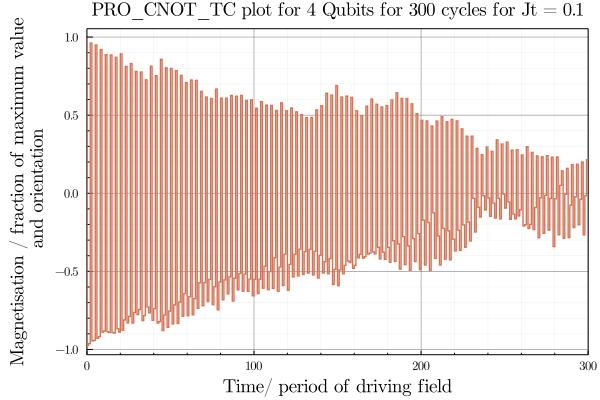 PRO_CNOT_TC plot for 4 Qubits for 300 cycles for Jt = 0.1
Magnetisation / fraction of maximum value
and orientation
1.0
0.5
0.0
−0.5
−1.0
0
100
200
300
Time/ period of driving field